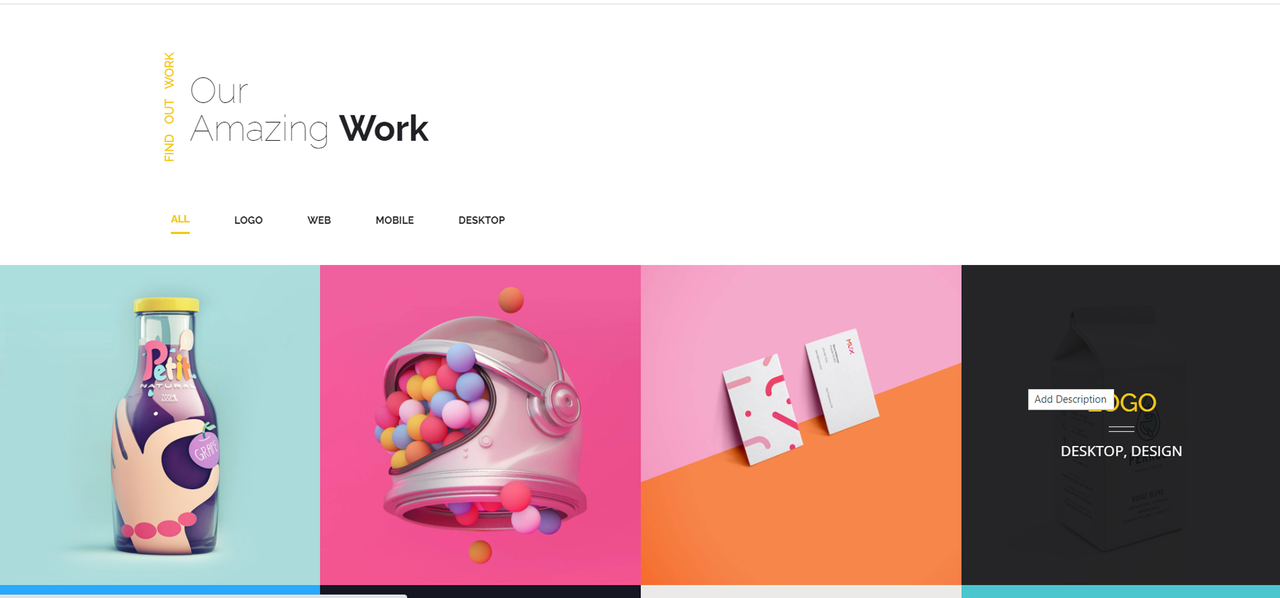 FIND OUT WORK
Our
Amazing Work
ALL
LOGO
WEB
MOBILE
DESKTOP
Petit
NATURAL
GRAPE
MUX
Add Description
LOGO
DESKTOP, DESIGN